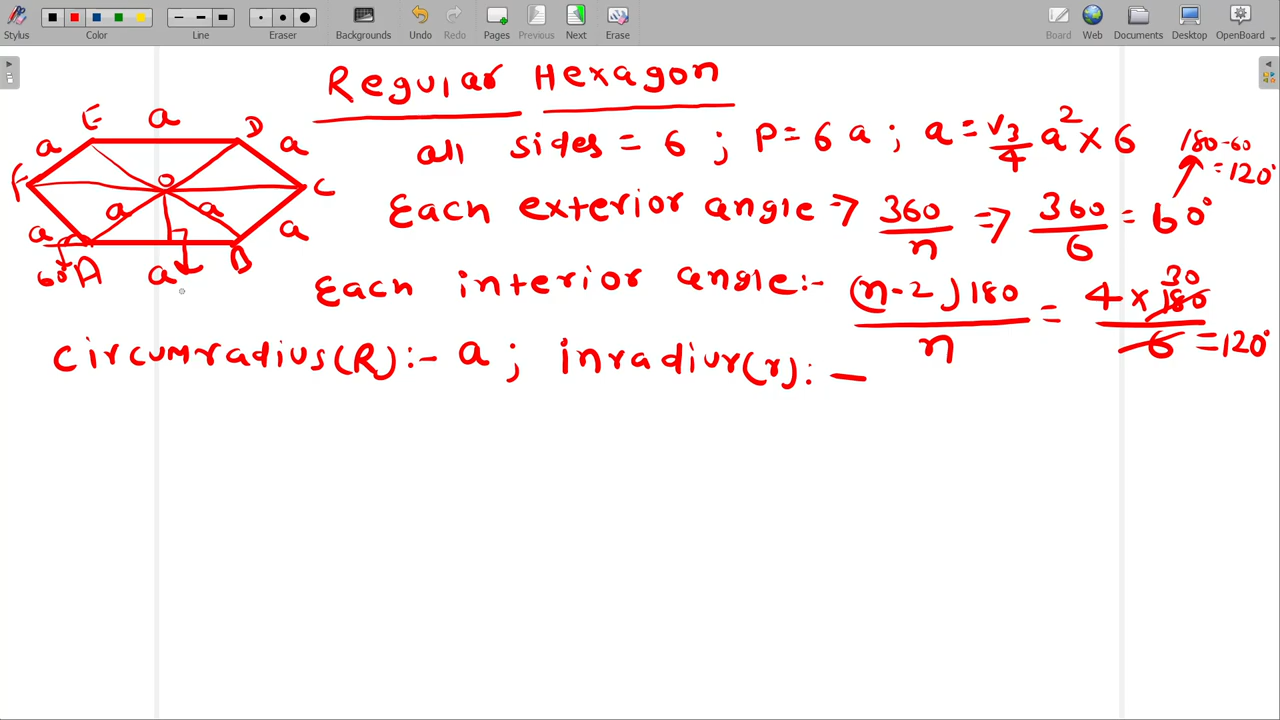 Stylus Color Line Eraser Backgrounds Undo Redo Pages Previous Next Erase Board Web Documents Desktop OpenBoard
Regular Hexagon
all sides = 6 ; P = 6a ; a = √3/4 a² × 6
180-60
= 120°
Each exterior angle ⇒ 360/n ⇒ 360/6 = 60°
Each interior angle:- (n-2)180/n = 4 × 180/6 = 120°
30
Circumradius(R):- a ; inradiur(r): —
E a D
a a
F O C
a a a a
60° A a B